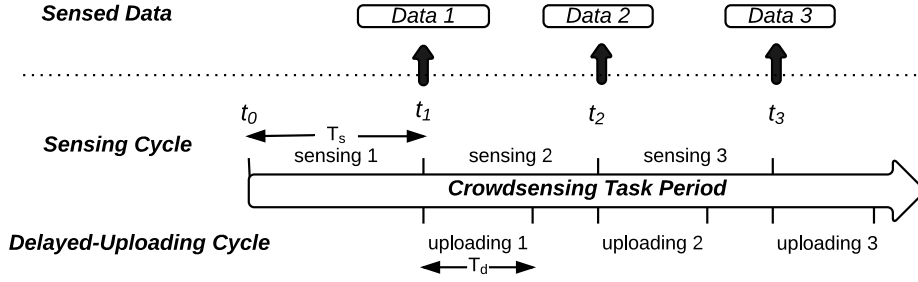 Sensed Data
Data 1 Data 2 Data 3
t0 t1 t2 t3
Ts
Sensing Cycle
sensing 1 sensing 2 sensing 3
Crowdsensing Task Period
Delayed-Uploading Cycle
uploading 1 uploading 2 uploading 3
Td